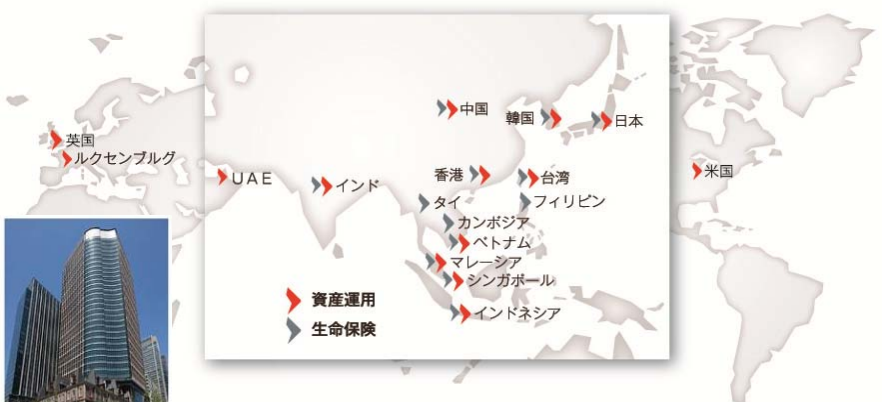 中国
韓国
日本
英国
ルクセンブルグ
UAE
インド
香港
台湾
米国
タイ
フィリピン
カンボジア
ベトナム
マレーシア
シンガポール
インドネシア
資産運用
生命保険